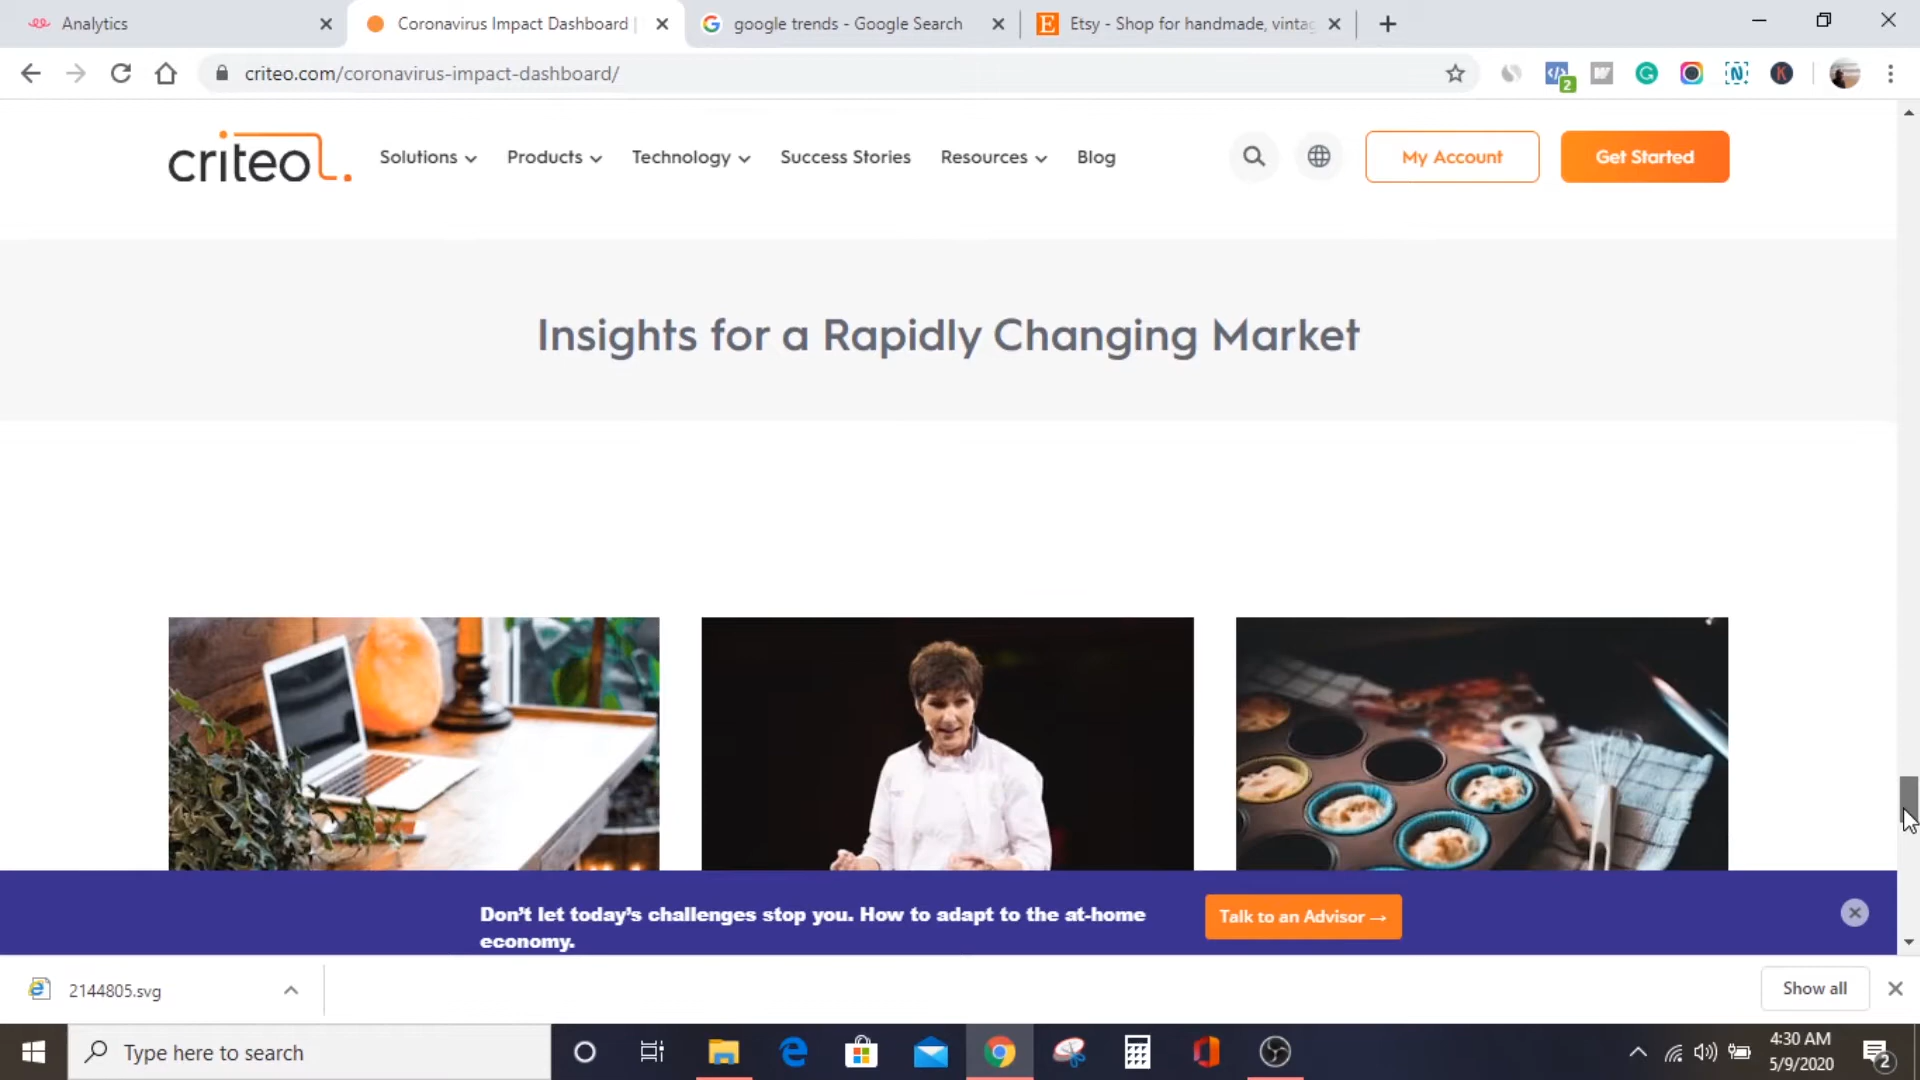 Analytics
Coronavirus Impact Dashboard |
google trends - Google Search
Etsy - Shop for handmade, vintag
criteo.com/coronavirus-impact-dashboard/
2
criteo.
Solutions
Products
Technology
Success Stories
Resources
Blog
My Account
Get Started
Insights for a Rapidly Changing Market
Don't let today's challenges stop you. How to adapt to the at-home
economy.
Talk to an Advisor →
2144805.svg
Show all
Type here to search
4:30 AM
5/9/2020
2